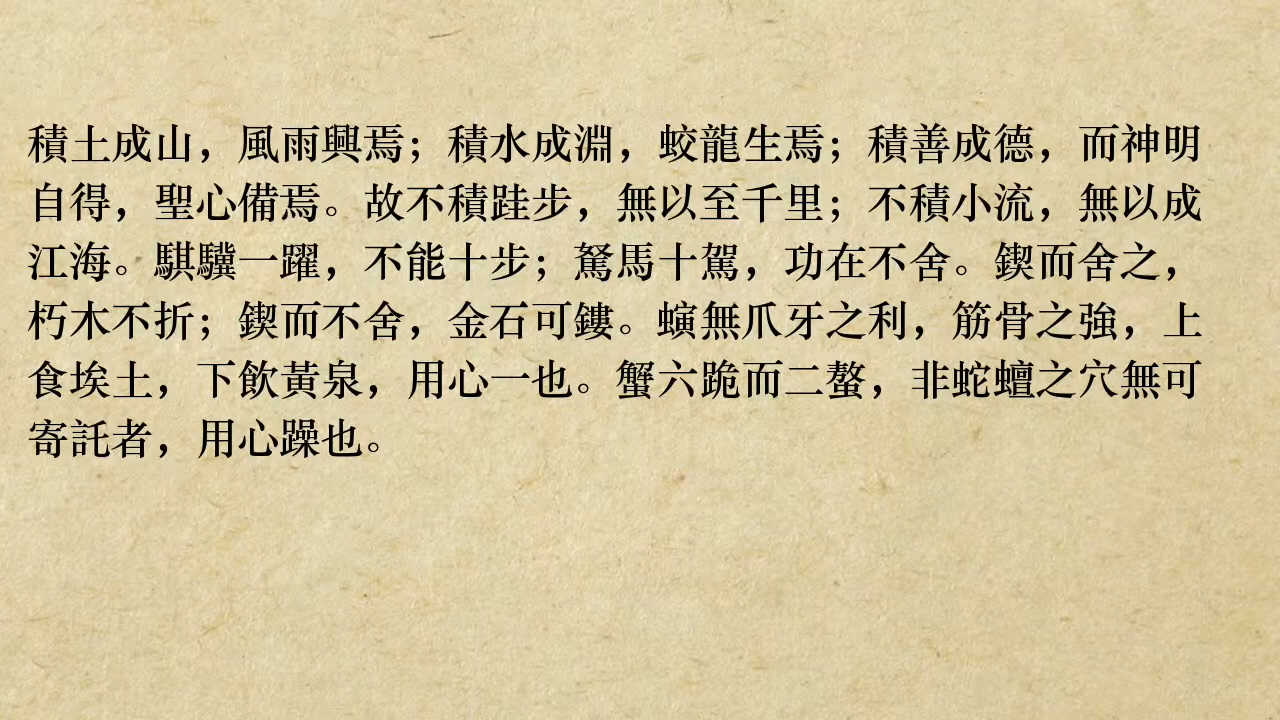 積土成山，風雨興焉；積水成淵，蛟龍生焉；積善成德，而神明
自得，聖心備焉。故不積跬步，無以至千里；不積小流，無以成
江海。騏驥一躍，不能十步；駑馬十駕，功在不舍。鍥而舍之，
朽木不折；鍥而不舍，金石可鏤。螾無爪牙之利，筋骨之強，上
食埃土，下飲黃泉，用心一也。蟹六跪而二螯，非蛇蟺之穴無可
寄託者，用心躁也。